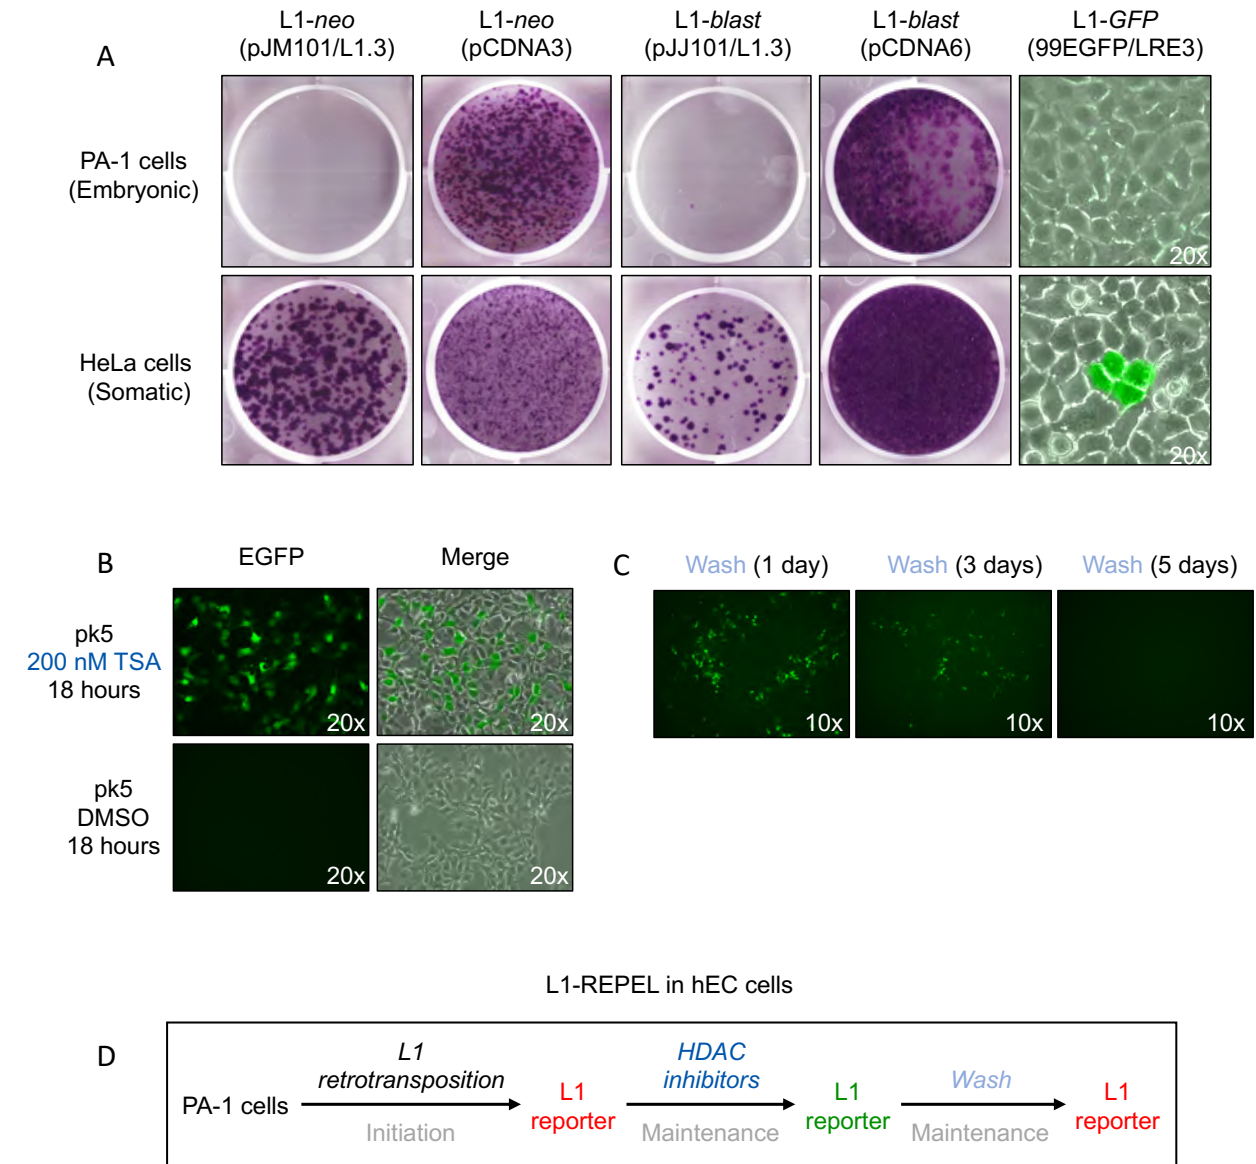 A
L1-neo
(pJM101/L1.3)
L1-neo
(pCDNA3)
L1-blast
(pJJ101/L1.3)
L1-blast
(pCDNA6)
L1-GFP
(99EGFP/LRE3)
PA-1 cells
(Embryonic)
20x
HeLa cells
(Somatic)
20x
B
EGFP
Merge
pk5
200 nM TSA
18 hours
20x
20x
pk5
DMSO
18 hours
20x
20x
C
Wash (1 day)
Wash (3 days)
Wash (5 days)
10x
10x
10x
L1-REPEL in hEC cells
D
PA-1 cells
L1
retrotransposition
Initiation
L1
reporter
HDAC
inhibitors
Maintenance
L1
reporter
Wash
Maintenance
L1
reporter